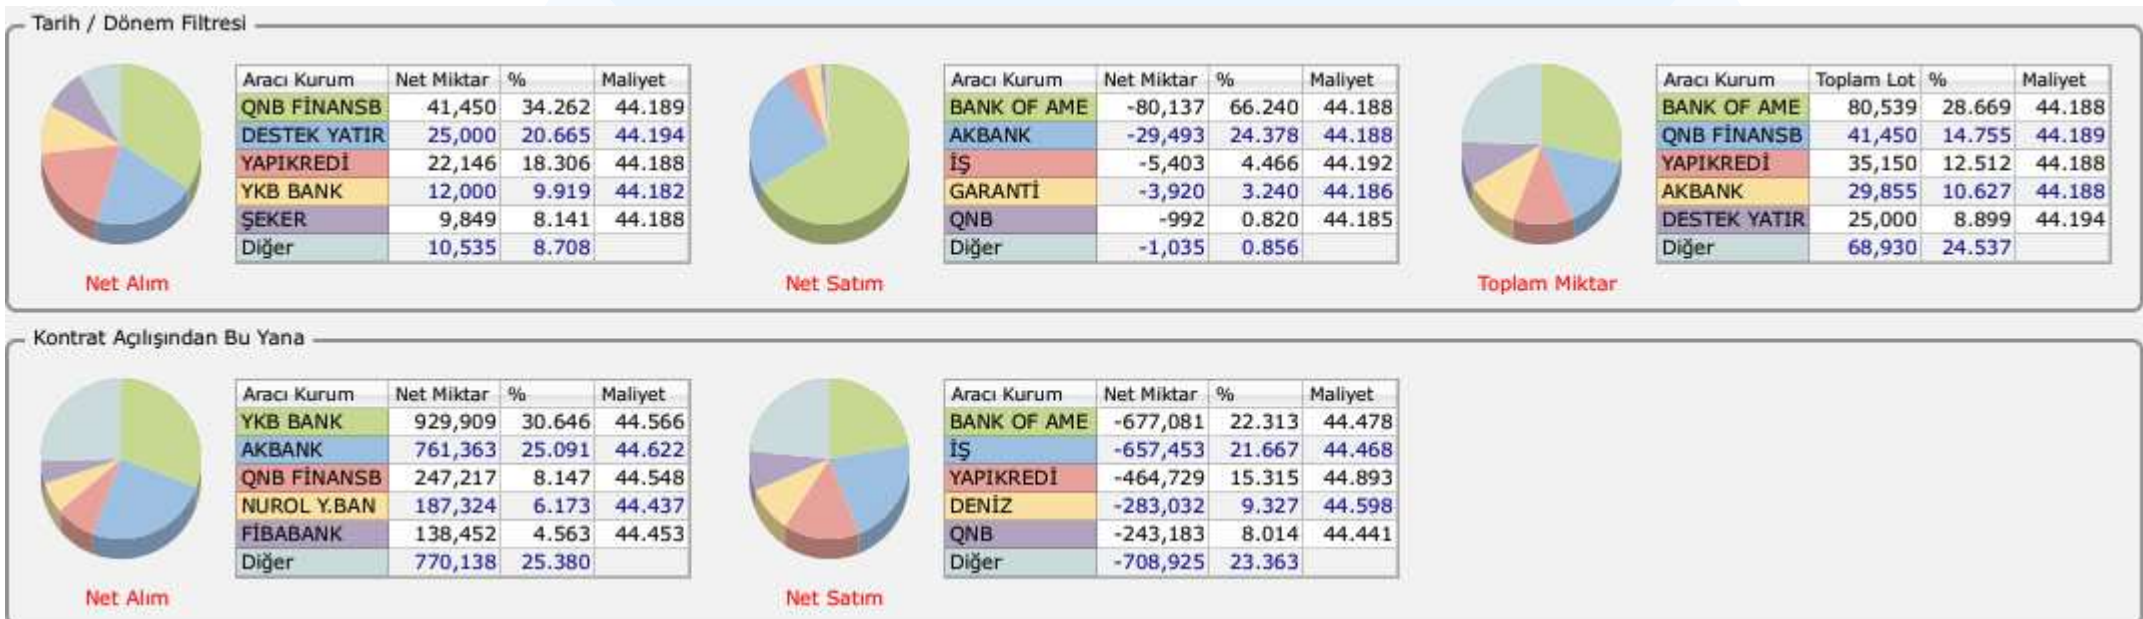 Tarih / Dönem Filtresi
Aracı Kurum Net Miktar % Maliyet
QNB FİNANSB 41,450 34.262 44.189
DESTEK YATIR 25,000 20.665 44.194
YAPIKREDİ 22,146 18.306 44.188
YKB BANK 12,000 9.919 44.182
ŞEKER 9,849 8.141 44.188
Diğer 10,535 8.708
Net Alım
Aracı Kurum Net Miktar % Maliyet
BANK OF AME -80,137 66.240 44.188
AKBANK -29,493 24.378 44.188
İŞ -5,403 4.466 44.192
GARANTİ -3,920 3.240 44.186
QNB -992 0.820 44.185
Diğer -1,035 0.856
Net Satım
Aracı Kurum Toplam Lot % Maliyet
BANK OF AME 80,539 28.669 44.188
QNB FİNANSB 41,450 14.755 44.189
YAPIKREDİ 35,150 12.512 44.188
AKBANK 29,855 10.627 44.188
DESTEK YATIR 25,000 8.899 44.194
Diğer 68,930 24.537
Toplam Miktar
Kontrat Açılışından Bu Yana
Aracı Kurum Net Miktar % Maliyet
YKB BANK 929,909 30.646 44.566
AKBANK 761,363 25.091 44.622
QNB FİNANSB 247,217 8.147 44.548
NUROL Y.BAN 187,324 6.173 44.437
FİBABANK 138,452 4.563 44.453
Diğer 770,138 25.380
Net Alım
Aracı Kurum Net Miktar % Maliyet
BANK OF AME -677,081 22.313 44.478
İŞ -657,453 21.667 44.468
YAPIKREDİ -464,729 15.315 44.893
DENİZ -283,032 9.327 44.598
QNB -243,183 8.014 44.441
Diğer -708,925 23.363
Net Satım